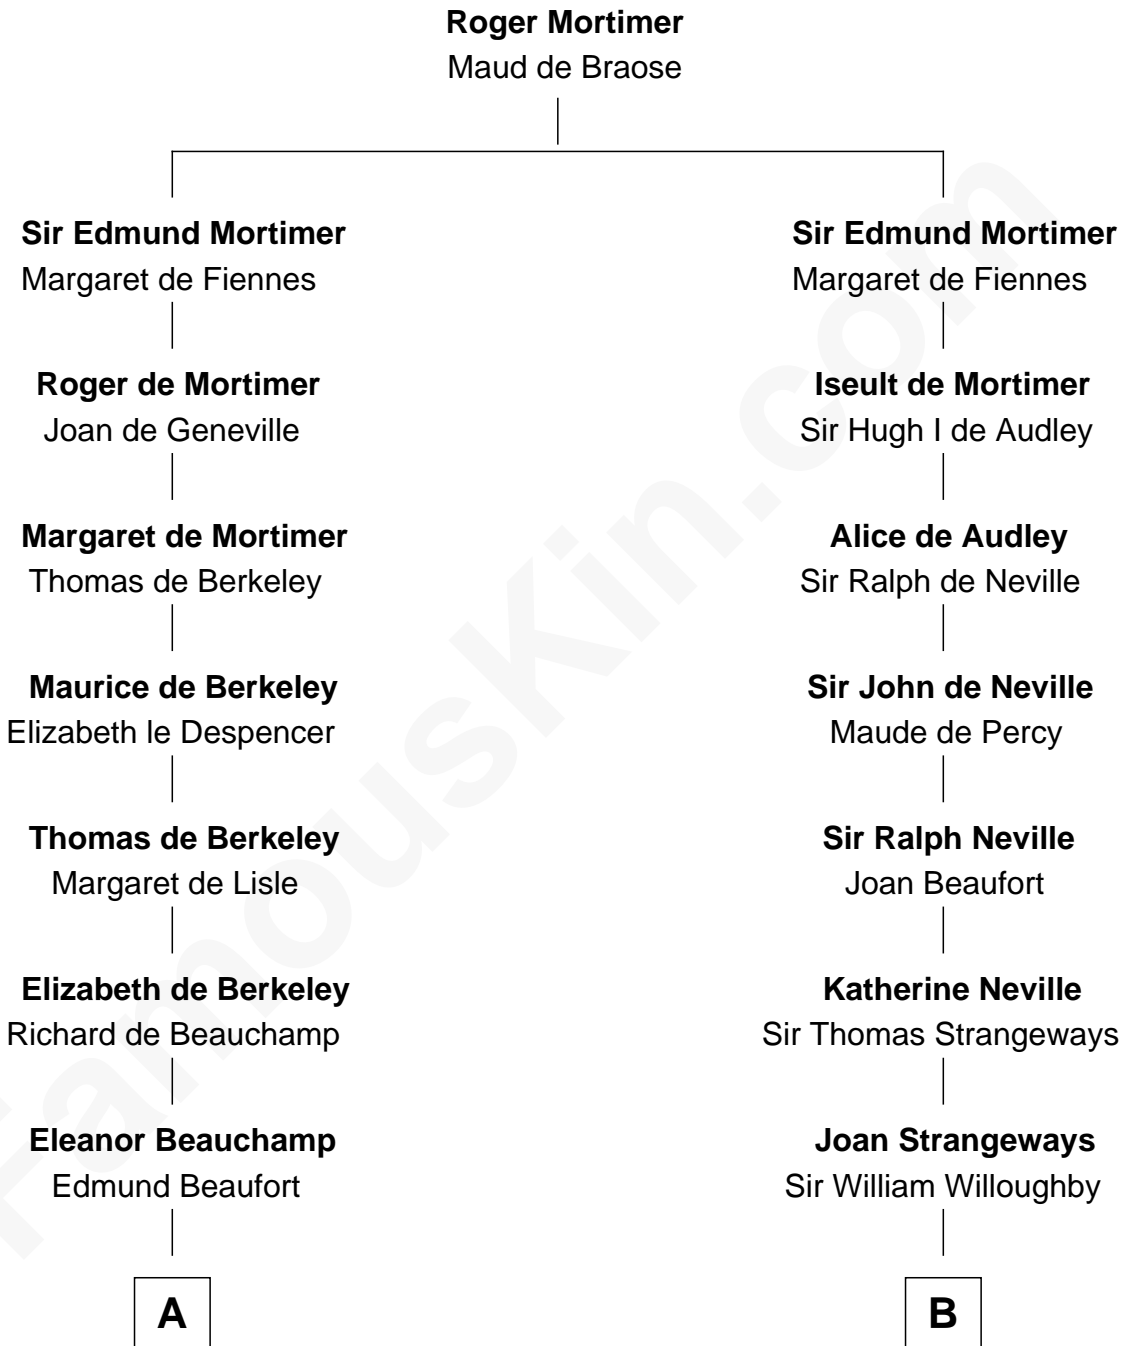 Roger Mortimer
Maud de Braose
Sir Edmund Mortimer
Margaret de Fiennes
Sir Edmund Mortimer
Margaret de Fiennes
Roger de Mortimer
Joan de Geneville
Iseult de Mortimer
Sir Hugh I de Audley
Margaret de Mortimer
Thomas de Berkeley
Alice de Audley
Sir Ralph de Neville
Maurice de Berkeley
Elizabeth le Despencer
Sir John de Neville
Maude de Percy
Thomas de Berkeley
Margaret de Lisle
Sir Ralph Neville
Joan Beaufort
Elizabeth de Berkeley
Richard de Beauchamp
Katherine Neville
Sir Thomas Strangeways
Eleanor Beauchamp
Edmund Beaufort
Joan Strangeways
Sir William Willoughby
A
B
FamousKin.com